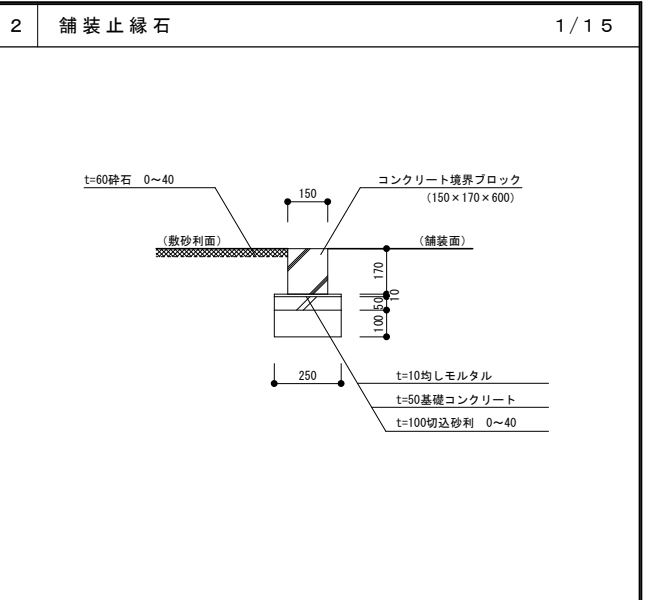 2 舗装止縁石 1/15
t=60砕石 0～40
150
コンクリート境界ブロック
(150×170×600)
(敷砂利面)
(舗装面)
170
10
50
100
250
t=10均しモルタル
t=50基礎コンクリート
t=100切込砂利 0～40